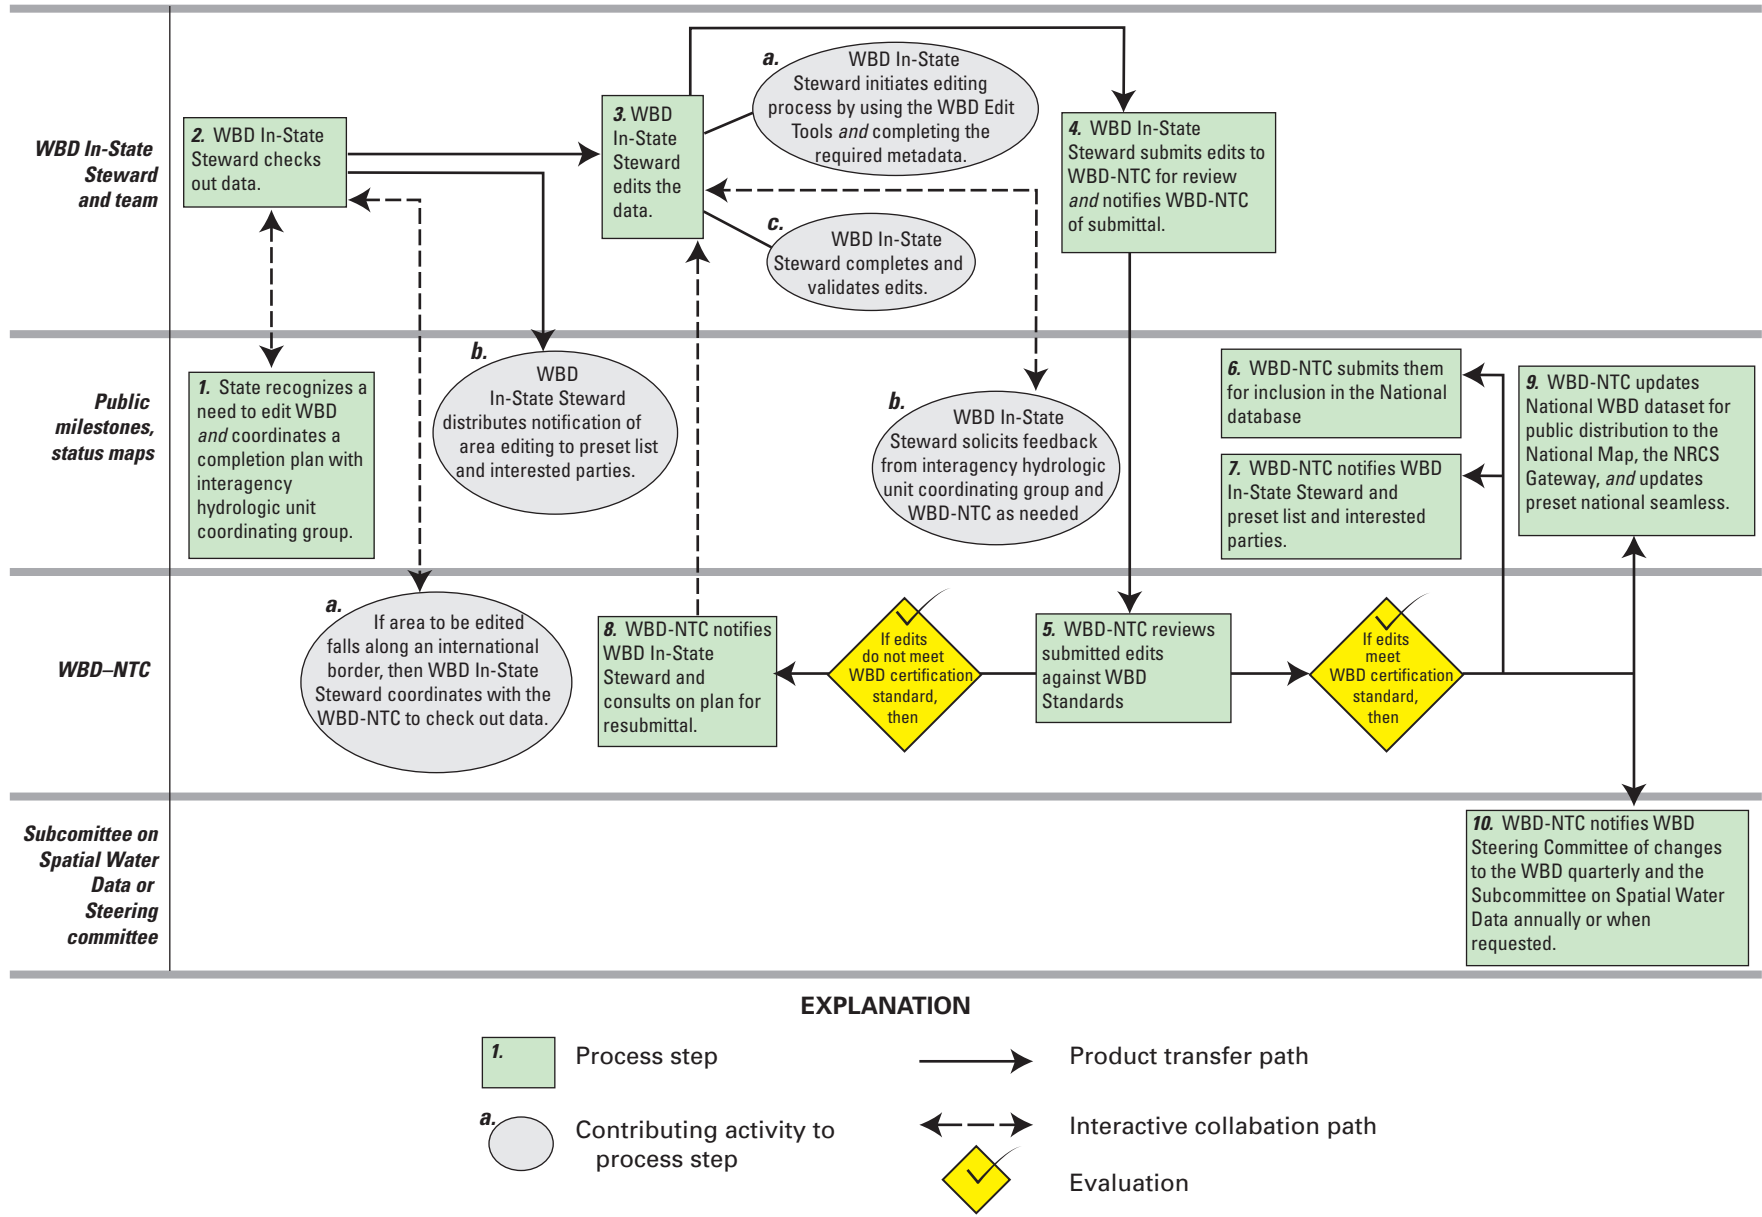 WBD In-State
Steward
and team
2. WBD In-State
Steward checks
out data.
3. WBD
In-State
Steward
edits the
data.
a.
WBD In-State
Steward initiates editing
process by using the WBD Edit
Tools and completing the
required metadata.
c.
WBD In-State
Steward completes and
validates edits.
4. WBD In-State
Steward submits edits to
WBD-NTC for review
and notifies WBD-NTC
of submittal.
Public
milestones,
status maps
1. State recognizes a
need to edit WBD
and coordinates a
completion plan with
interagency
hydrologic unit
coordinating group.
b.
WBD
In-State Steward
distributes notification of
area editing to preset list
and interested parties.
b.
WBD In-State
Steward solicits feedback
from interagency hydrologic
unit coordinating group and
WBD-NTC as needed
6. WBD-NTC submits them
for inclusion in the National
database
7. WBD-NTC notifies WBD
In-State Steward and
preset list and interested
parties.
9. WBD-NTC updates
National WBD dataset for
public distribution to the
National Map, the NRCS
Gateway, and updates
preset national seamless.
WBD–NTC
a.
If area to be edited
falls along an international
border, then WBD In-State
Steward coordinates with the
WBD-NTC to check out data.
8. WBD-NTC notifies
WBD In-State
Steward and
consults on plan for
resubmittal.
If edits
do not meet
WBD certification
standard,
then
5. WBD-NTC reviews
submitted edits
against WBD
Standards
If edits
meet
WBD certification
standard,
then
Subcomittee on
Spatial Water
Data or
Steering
committee
10. WBD-NTC notifies WBD
Steering Committee of changes
to the WBD quarterly and the
Subcommittee on Spatial Water
Data annually or when
requested.
EXPLANATION
1.
Process step
Product transfer path
a.
Contributing activity to
process step
Interactive collabation path
Evaluation